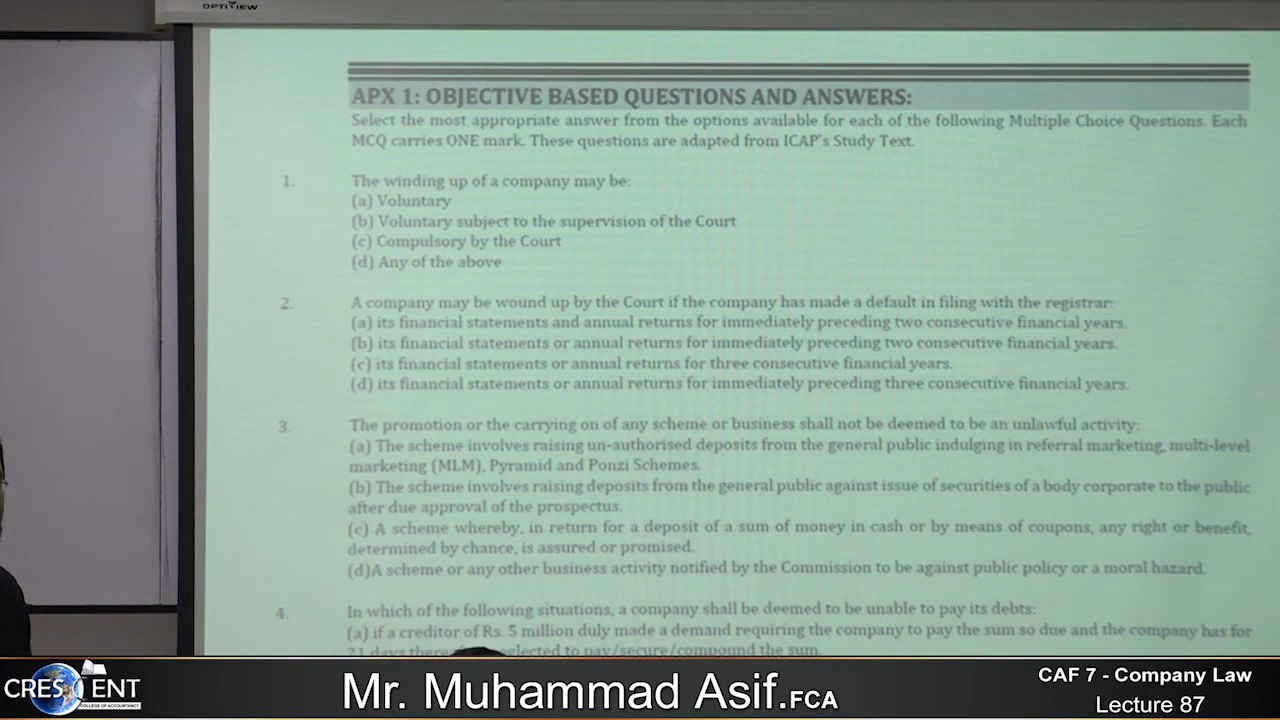 OPTIVIEW
APX 1: OBJECTIVE BASED QUESTIONS AND ANSWERS:
Select the most appropriate answer from the options available for each of the following Multiple Choice Questions. Each
MCQ carries ONE mark. These questions are adapted from ICAP's Study Text.
1. The winding up of a company may be:
(a) Voluntary
(b) Voluntary subject to the supervision of the Court
(c) Compulsory by the Court
(d) Any of the above
2. A company may be wound up by the Court if the company has made a default in filing with the registrar:
(a) its financial statements and annual returns for immediately preceding two consecutive financial years.
(b) its financial statements or annual returns for immediately preceding two consecutive financial years.
(c) its financial statements or annual returns for three consecutive financial years.
(d) its financial statements or annual returns for immediately preceding three consecutive financial years.
3. The promotion or the carrying on of any scheme or business shall not be deemed to be an unlawful activity:
(a) The scheme involves raising un-authorised deposits from the general public indulging in referral marketing, multi-level
marketing (MLM), Pyramid and Ponzi Schemes.
(b) The scheme involves raising deposits from the general public against issue of securities of a body corporate to the public
after due approval of the prospectus.
(c) A scheme whereby, in return for a deposit of a sum of money in cash or by means of coupons, any right or benefit,
determined by chance, is assured or promised.
(d)A scheme or any other business activity notified by the Commission to be against public policy or a moral hazard.
4. In which of the following situations, a company shall be deemed to be unable to pay its debts:
(a) if a creditor of Rs. 5 million duly made a demand requiring the company to pay the sum so due and the company has for
21 days to pay/secure/compound the sum.
CRESCENT
COLLEGE OF ACCOUNTANCY
Mr. Muhammad Asif.FCA
CAF 7 - Company Law
Lecture 87